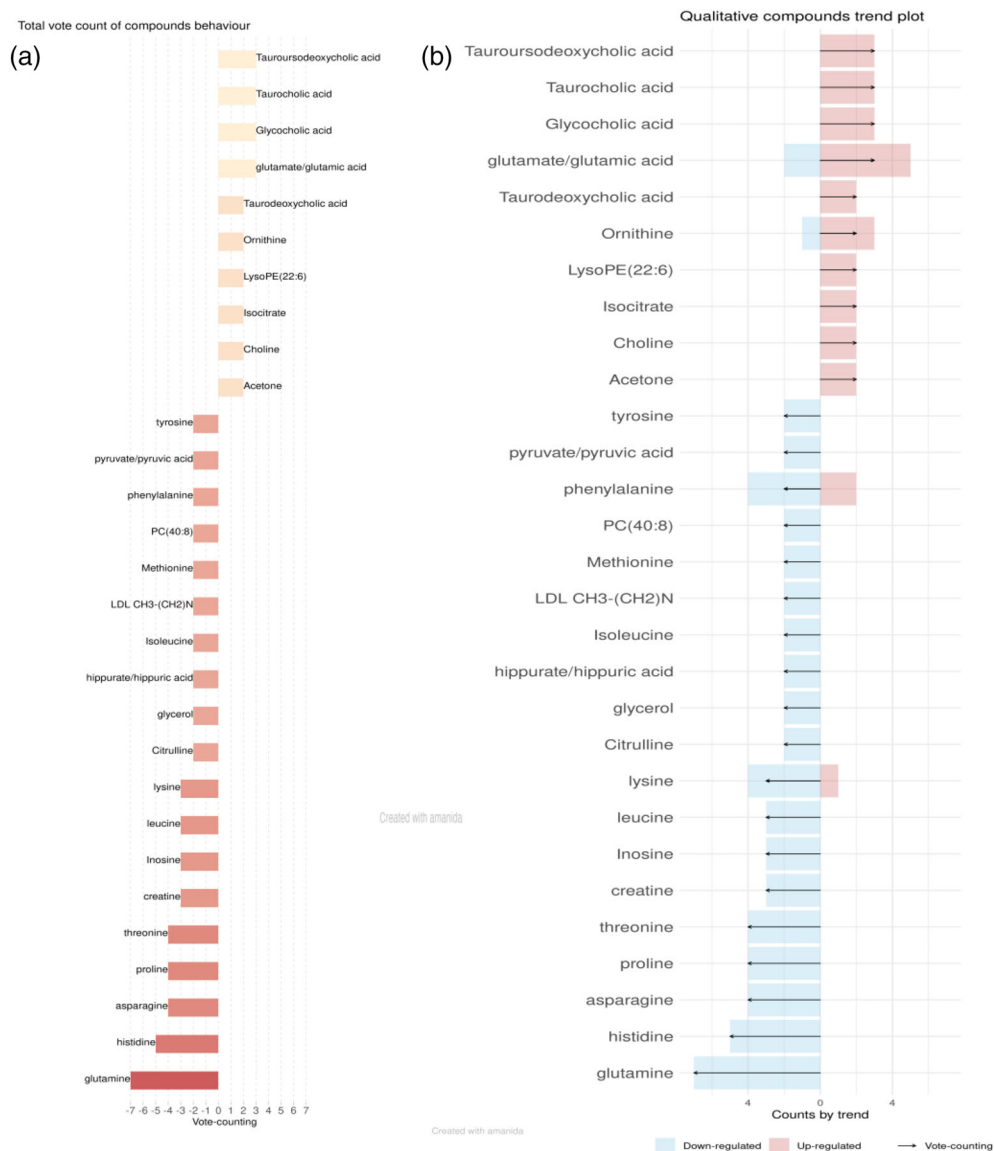 Total vote count of compounds behaviour
(a)
Tauroursodeoxycholic acid
Taurocholic acid
Glycocholic acid
glutamate/glutamic acid
Taurodeoxycholic acid
Ornithine
LysoPE(22:6)
Isocitrate
Choline
Acetone
tyrosine
pyruvate/pyruvic acid
phenylalanine
PC(40:8)
Methionine
LDL CH3-(CH2)N
Isoleucine
hippurate/hippuric acid
glycerol
Citrulline
lysine
leucine
Inosine
creatine
threonine
proline
asparagine
histidine
glutamine
-7 -6 -5 -4 -3 -2 -1 0 1 2 3 4 5 6 7
Vote-counting
Created with amanida
Qualitative compounds trend plot
(b)
Tauroursodeoxycholic acid
Taurocholic acid
Glycocholic acid
glutamate/glutamic acid
Taurodeoxycholic acid
Ornithine
LysoPE(22:6)
Isocitrate
Choline
Acetone
tyrosine
pyruvate/pyruvic acid
phenylalanine
PC(40:8)
Methionine
LDL CH3-(CH2)N
Isoleucine
hippurate/hippuric acid
glycerol
Citrulline
lysine
leucine
Inosine
creatine
threonine
proline
asparagine
histidine
glutamine
4 0 4
Counts by trend
Created with amanida
Down-regulated Up-regulated Vote-counting